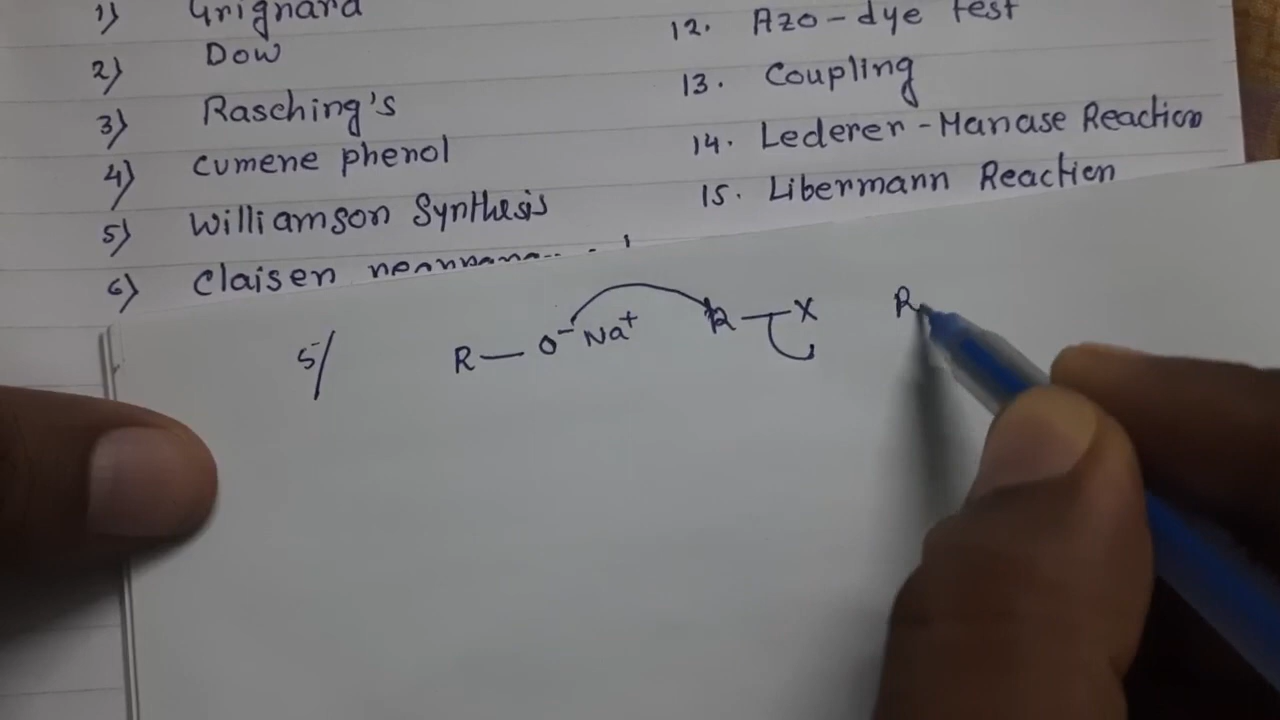 1) Grignard
2) Dow
3) Rasching's
4) Cumene phenol
5) Williamson Synthesis
6) Claisen
12. Azo-dye test
13. Coupling
14. Lederer-Manase Reaction
15. Libermann Reaction
5/ R — O⁻ Na⁺ R — X R